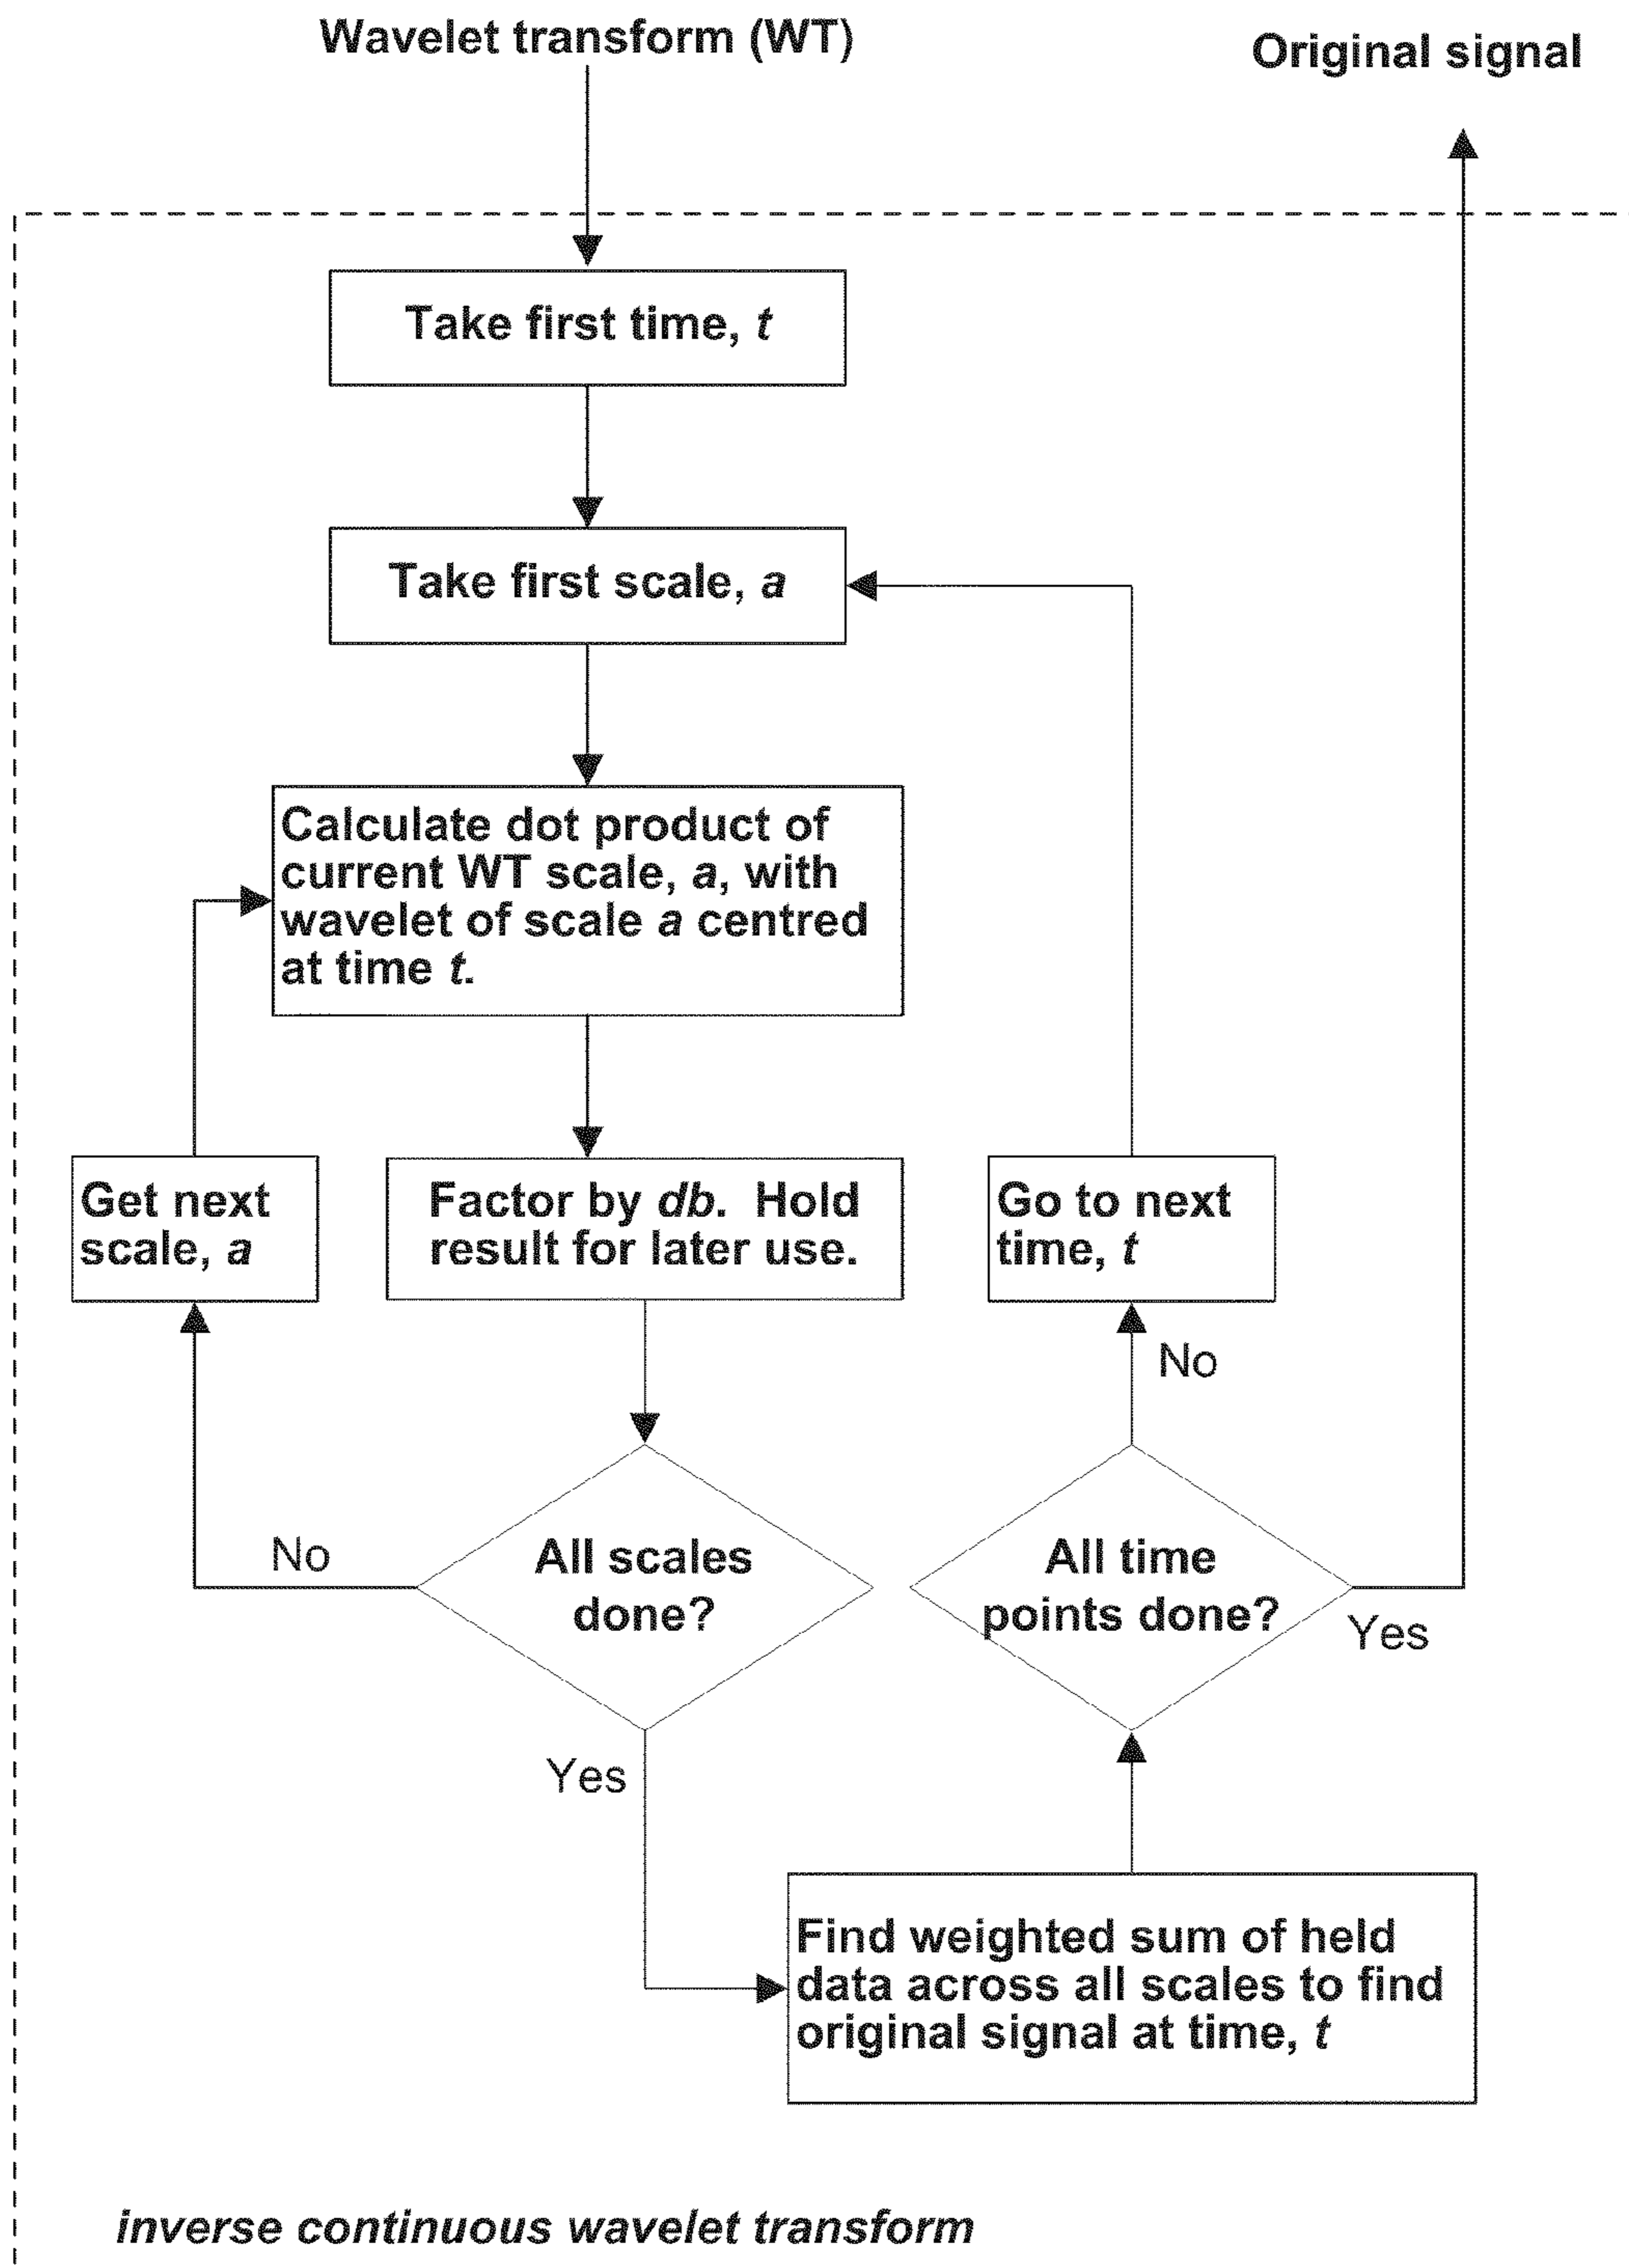 Wavelet transform (WT)
Original signal
Take first time, t
Take first scale, a
Calculate dot product of
current WT scale, a, with
wavelet of scale a centred
at time t.
Get next
scale, a
Factor by db. Hold
result for later use.
Go to next
time, t
No
No
All scales
done?
All time
points done?
Yes
Yes
Find weighted sum of held
data across all scales to find
original signal at time, t
inverse continuous wavelet transform